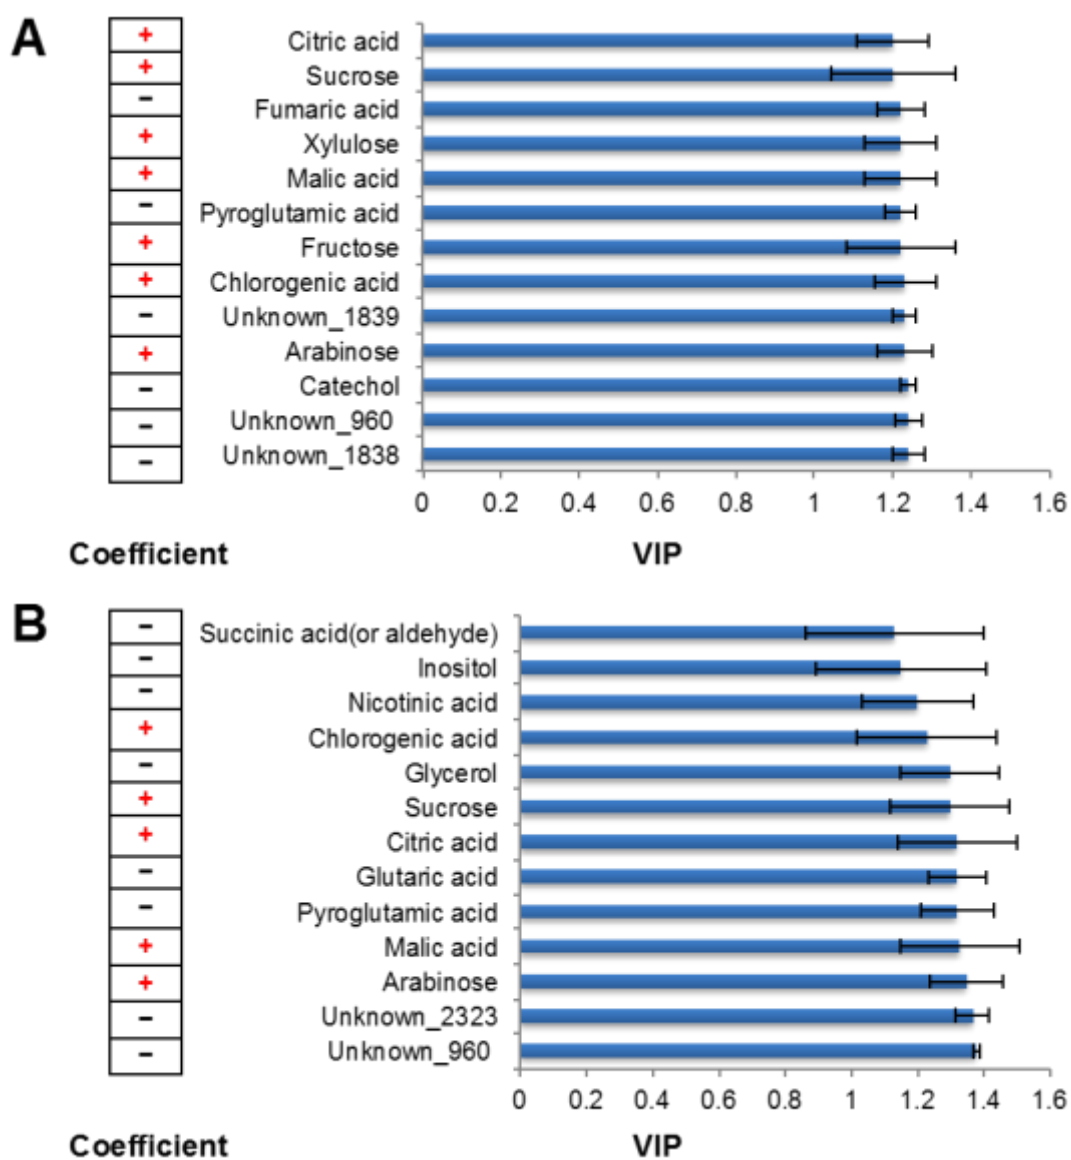 A
+ Citric acid
+ Sucrose
- Fumaric acid
+ Xylulose
+ Malic acid
- Pyroglutamic acid
+ Fructose
+ Chlorogenic acid
- Unknown_1839
+ Arabinose
- Catechol
- Unknown_960
- Unknown_1838
0 0.2 0.4 0.6 0.8 1 1.2 1.4 1.6
Coefficient VIP
B
- Succinic acid(or aldehyde)
- Inositol
- Nicotinic acid
+ Chlorogenic acid
- Glycerol
+ Sucrose
+ Citric acid
- Glutaric acid
- Pyroglutamic acid
+ Malic acid
+ Arabinose
- Unknown_2323
- Unknown_960
0 0.2 0.4 0.6 0.8 1 1.2 1.4 1.6
Coefficient VIP